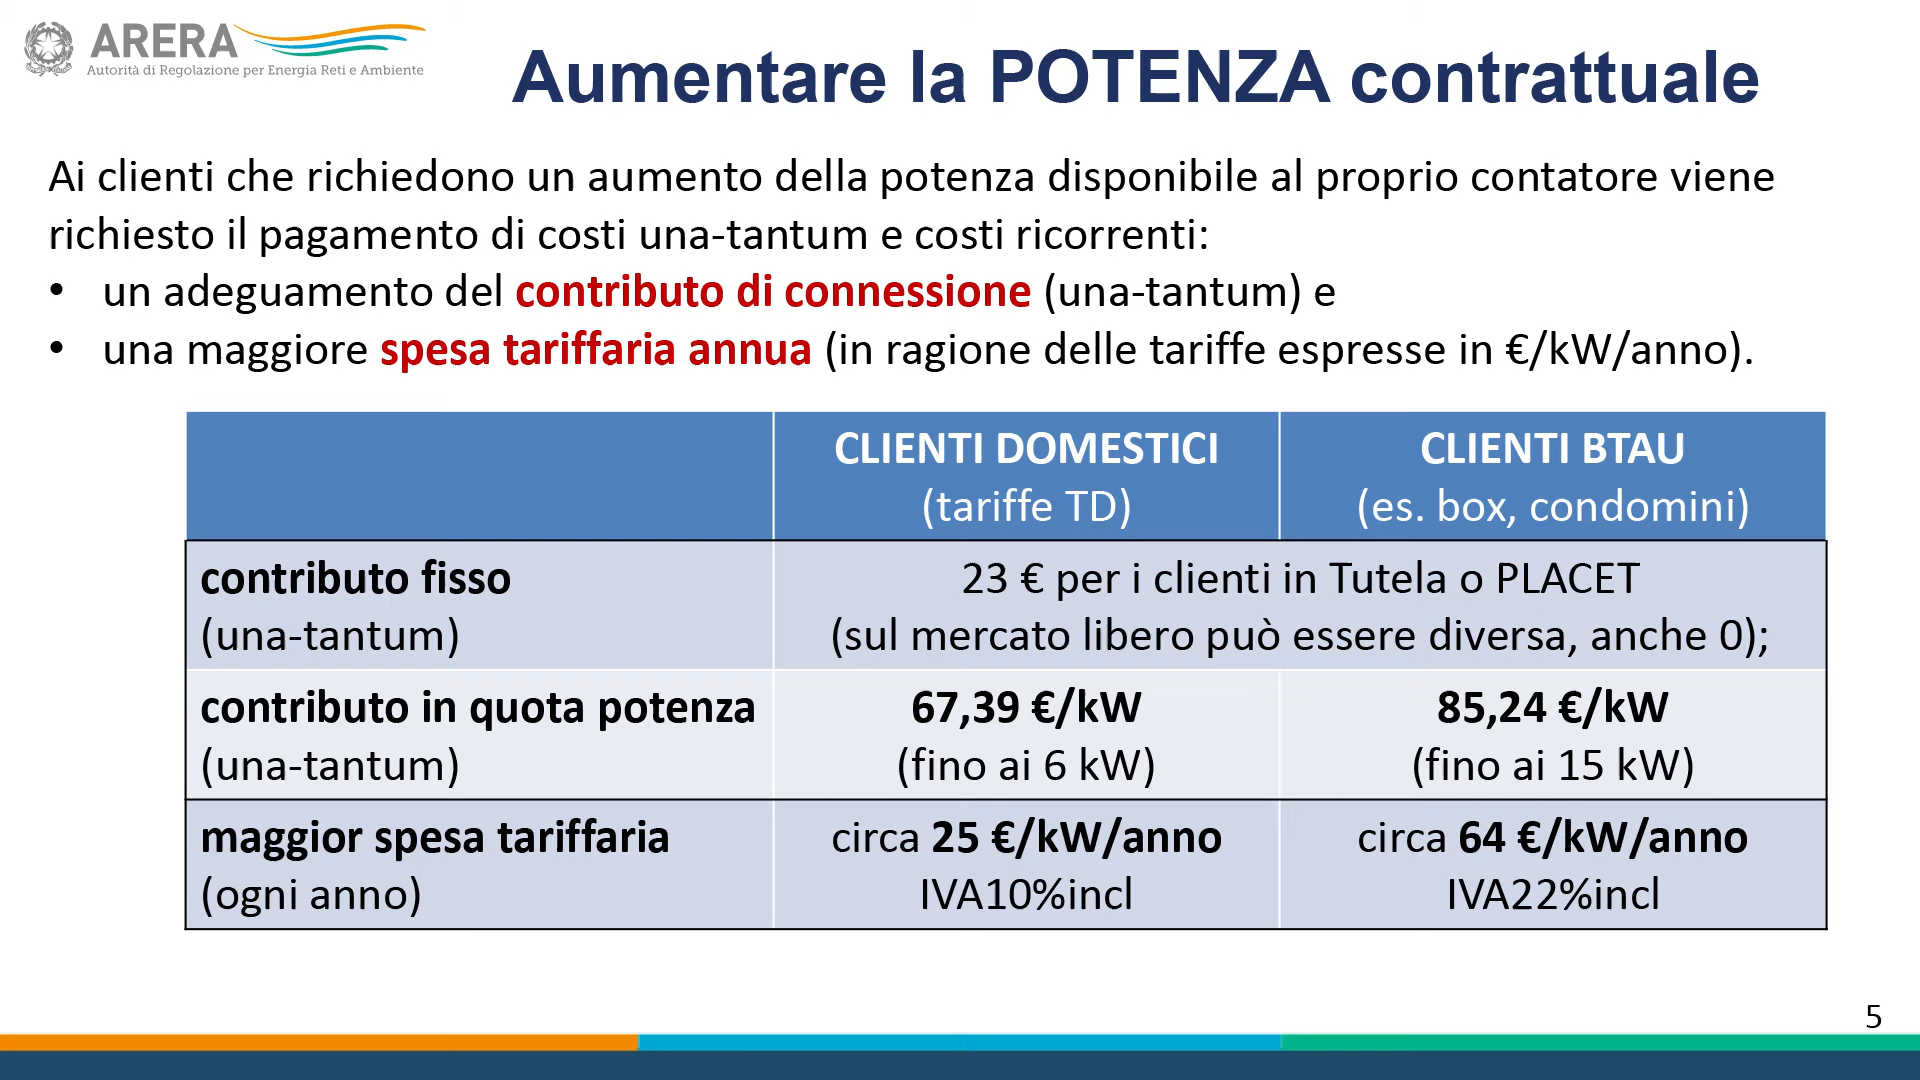 ARERA
Autorità di Regolazione per Energia Reti e Ambiente
Aumentare la POTENZA contrattuale
Ai clienti che richiedono un aumento della potenza disponibile al proprio contatore viene
richiesto il pagamento di costi una-tantum e costi ricorrenti:
• un adeguamento del contributo di connessione (una-tantum) e
• una maggiore spesa tariffaria annua (in ragione delle tariffe espresse in €/kW/anno).
CLIENTI DOMESTICI
(tariffe TD)
CLIENTI BTAU
(es. box, condomini)
contributo fisso
(una-tantum)
23 € per i clienti in Tutela o PLACET
(sul mercato libero può essere diversa, anche 0);
contributo in quota potenza
(una-tantum)
67,39 €/kW
(fino ai 6 kW)
85,24 €/kW
(fino ai 15 kW)
maggior spesa tariffaria
(ogni anno)
circa 25 €/kW/anno
IVA10%incl
circa 64 €/kW/anno
IVA22%incl
5